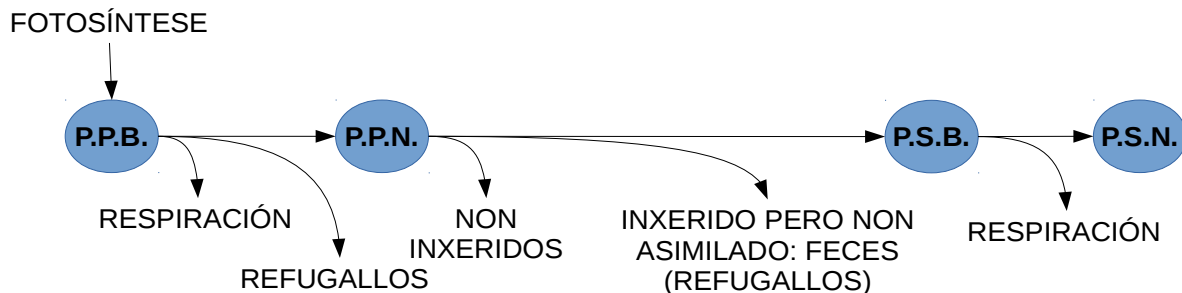 FOTOSÍNTESE
P.P.B.
P.P.N.
P.S.B.
P.S.N.
RESPIRACIÓN
REFUGALLOS
NON
INXERIDOS
INXERIDO PERO NON
ASIMILADO: FECES
(REFUGALLOS)
RESPIRACIÓN